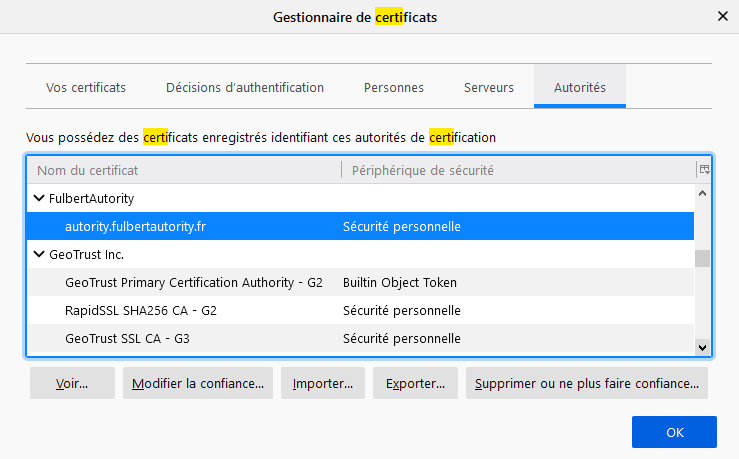 Gestionnaire de certificats
Vos certificats Décisions d'authentification Personnes Serveurs Autorités
Vous possédez des certificats enregistrés identifiant ces autorités de certification
Nom du certificat Périphérique de sécurité
FulbertAutority
autority.fulbertautority.fr Sécurité personnelle
GeoTrust Inc.
GeoTrust Primary Certification Authority - G2 Builtin Object Token
RapidSSL SHA256 CA - G2 Sécurité personnelle
GeoTrust SSL CA - G3 Sécurité personnelle
Voir... Modifier la confiance... Importer... Exporter... Supprimer ou ne plus faire confiance...
OK